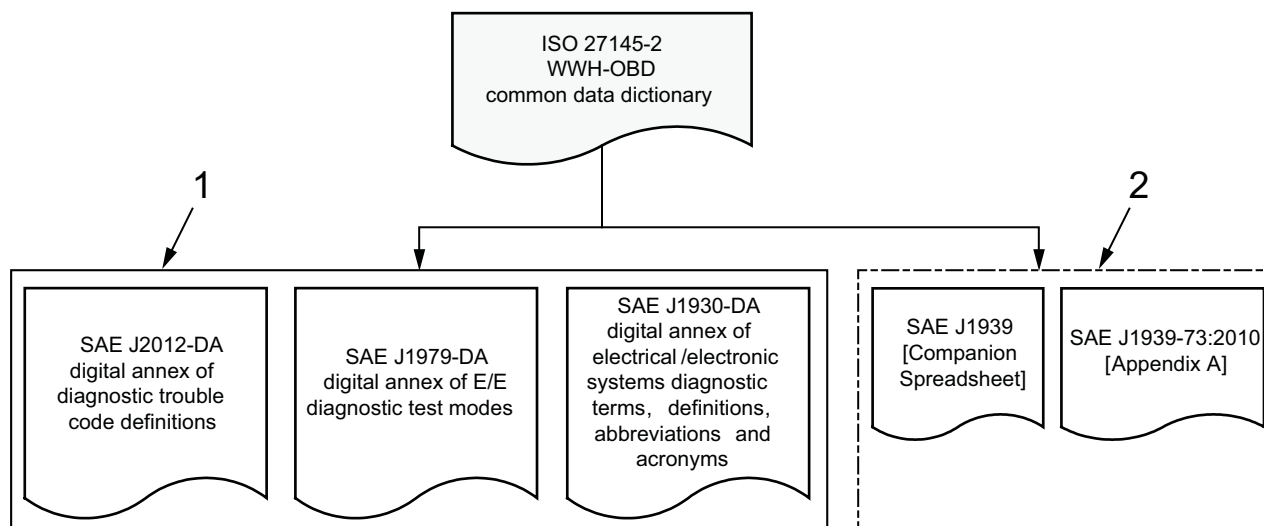 ISO 27145-2
WWH-OBD
common data dictionary
1
2
SAE J2012-DA
digital annex of
diagnostic trouble
code definitions
SAE J1979-DA
digital annex of E/E
diagnostic test modes
SAE J1930-DA
digital annex of
electrical/electronic
systems diagnostic
terms, definitions,
abbreviations and
acronyms
SAE J1939
[Companion
Spreadsheet]
SAE J1939-73:2010
[Appendix A]